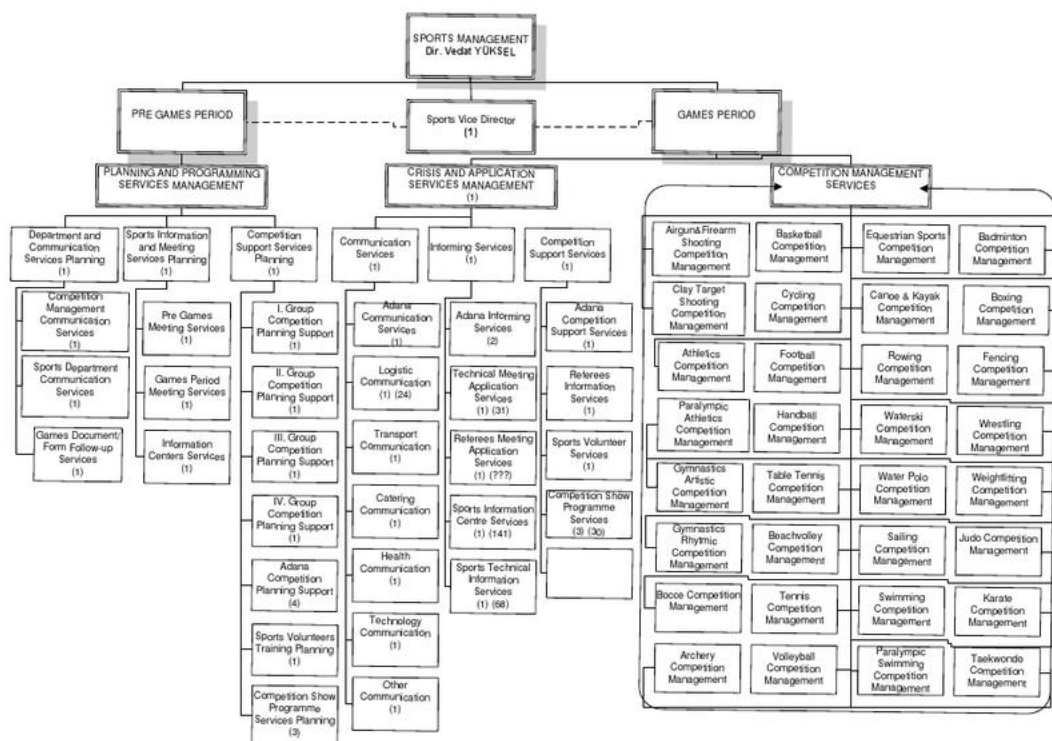 SPORTS MANAGEMENT
Dir. Vedat YÜKSEL
PRE GAMES PERIOD
Sports Vice Director
(1)
GAMES PERIOD
PLANNING AND PROGRAMMING
SERVICES MANAGEMENT
CRISIS AND APPLICATION
SERVICES MANAGEMENT
(1)
COMPETITION MANAGEMENT
SERVICES
Department and
Communication
Services Planning
(1)
Sports Information
and Meeting
Services Planning
(1)
Competition
Support Services
Planning
(1)
Communication
Services
(1)
Informing Services
(1)
Competition
Support Services
(1)
Competition
Management
Communication
Services
(1)
Sports Department
Communication
Services
(1)
Games Document/
Form Follow-up
Services
(1)
Pre Games
Meeting Services
(1)
Games Period
Meeting Services
(1)
Information
Centers Services
(1)
I. Group
Competition
Planning Support
(1)
II. Group
Competition
Planning Support
(1)
III. Group
Competition
Planning Support
(1)
IV. Group
Competition
Planning Support
(1)
Adana
Competition
Planning Support
(4)
Sports Volunteers
Training Planning
(1)
Competition Show
Programme
Services Planning
(3)
Adana
Communication
Services
(1)
Logistic
Communication
(1) (24)
Transport
Communication
(1)
Catering
Communication
(1)
Health
Communication
(1)
Technology
Communication
(1)
Other
Communication
(1)
Adana Informing
Services
(2)
Technical Meeting
Application
Services
(1) (31)
Referees Meeting
Application
Services
(1) (???)
Sports Information
Centre Services
(1) (141)
Sports Technical
Information
Services
(1) (68)
Adana
Competition
Support Services
(1)
Referees
Information
Services
(1)
Sports Volunteer
Services
(1)
Competition Show
Programme
Services
(3) (30)
Airgun&Firearm
Shooting
Competition
Management
Basketball
Competition
Management
Equestrian Sports
Competition
Management
Badminton
Competition
Management
Clay Target
Shooting
Competition
Management
Cycling
Competition
Management
Canoe & Kayak
Competition
Management
Boxing
Competition
Management
Athletics
Competition
Management
Football
Competition
Management
Rowing
Competition
Management
Fencing
Competition
Management
Paralympic
Athletics
Competition
Management
Handball
Competition
Management
Waterski
Competition
Management
Wrestling
Competition
Management
Gymnastics
Artistic
Competition
Management
Table Tennis
Competition
Management
Water Polo
Competition
Management
Weightlifting
Competition
Management
Gymnastics
Rhytmic
Competition
Management
Beachvolley
Competition
Management
Sailing
Competition
Management
Judo Competition
Management
Bocce Competition
Management
Tennis
Competition
Management
Swimming
Competition
Management
Karate
Competition
Management
Archery
Competition
Management
Volleyball
Competition
Management
Paralympic
Swimming
Competition
Management
Taekwondo
Competition
Management